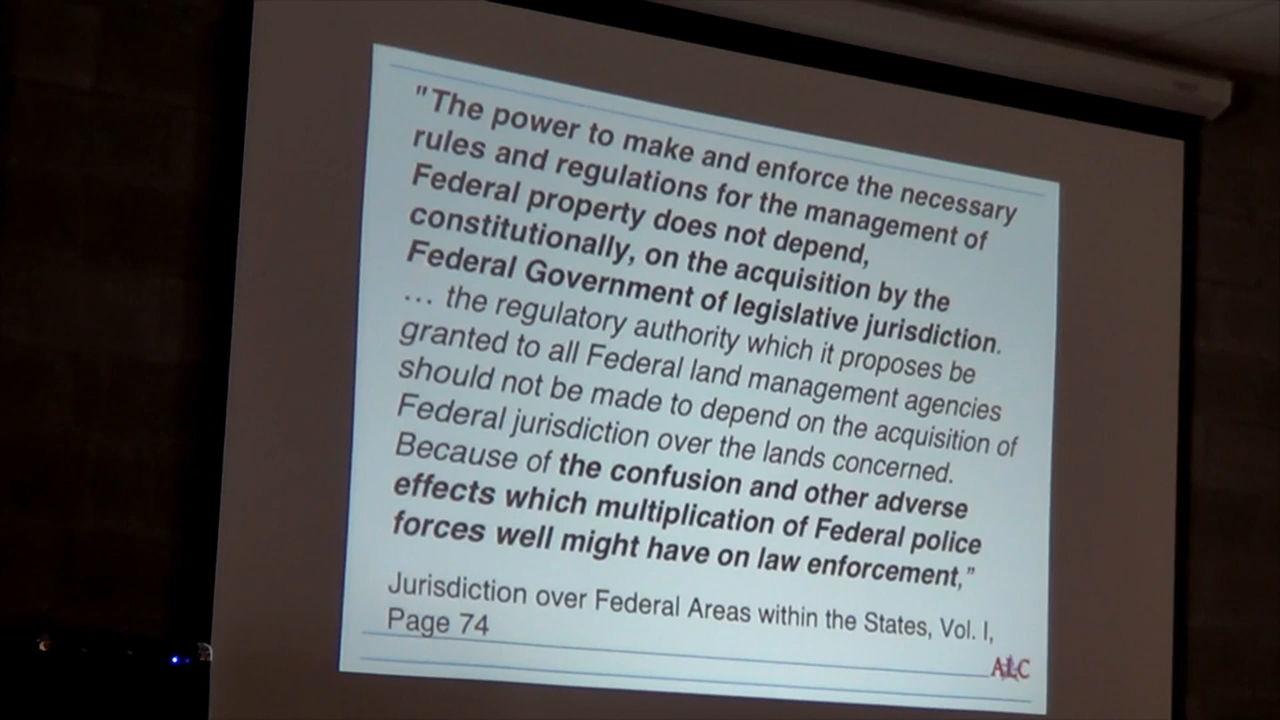 "The power to make and enforce the necessary
rules and regulations for the management of
Federal property does not depend,
constitutionally, on the acquisition by the
Federal Government of legislative jurisdiction.
… the regulatory authority which it proposes be
granted to all Federal land management agencies
should not be made to depend on the acquisition of
Federal jurisdiction over the lands concerned.
Because of the confusion and other adverse
effects which multiplication of Federal police
forces well might have on law enforcement,”
Jurisdiction over Federal Areas within the States, Vol. I,
Page 74
ALC